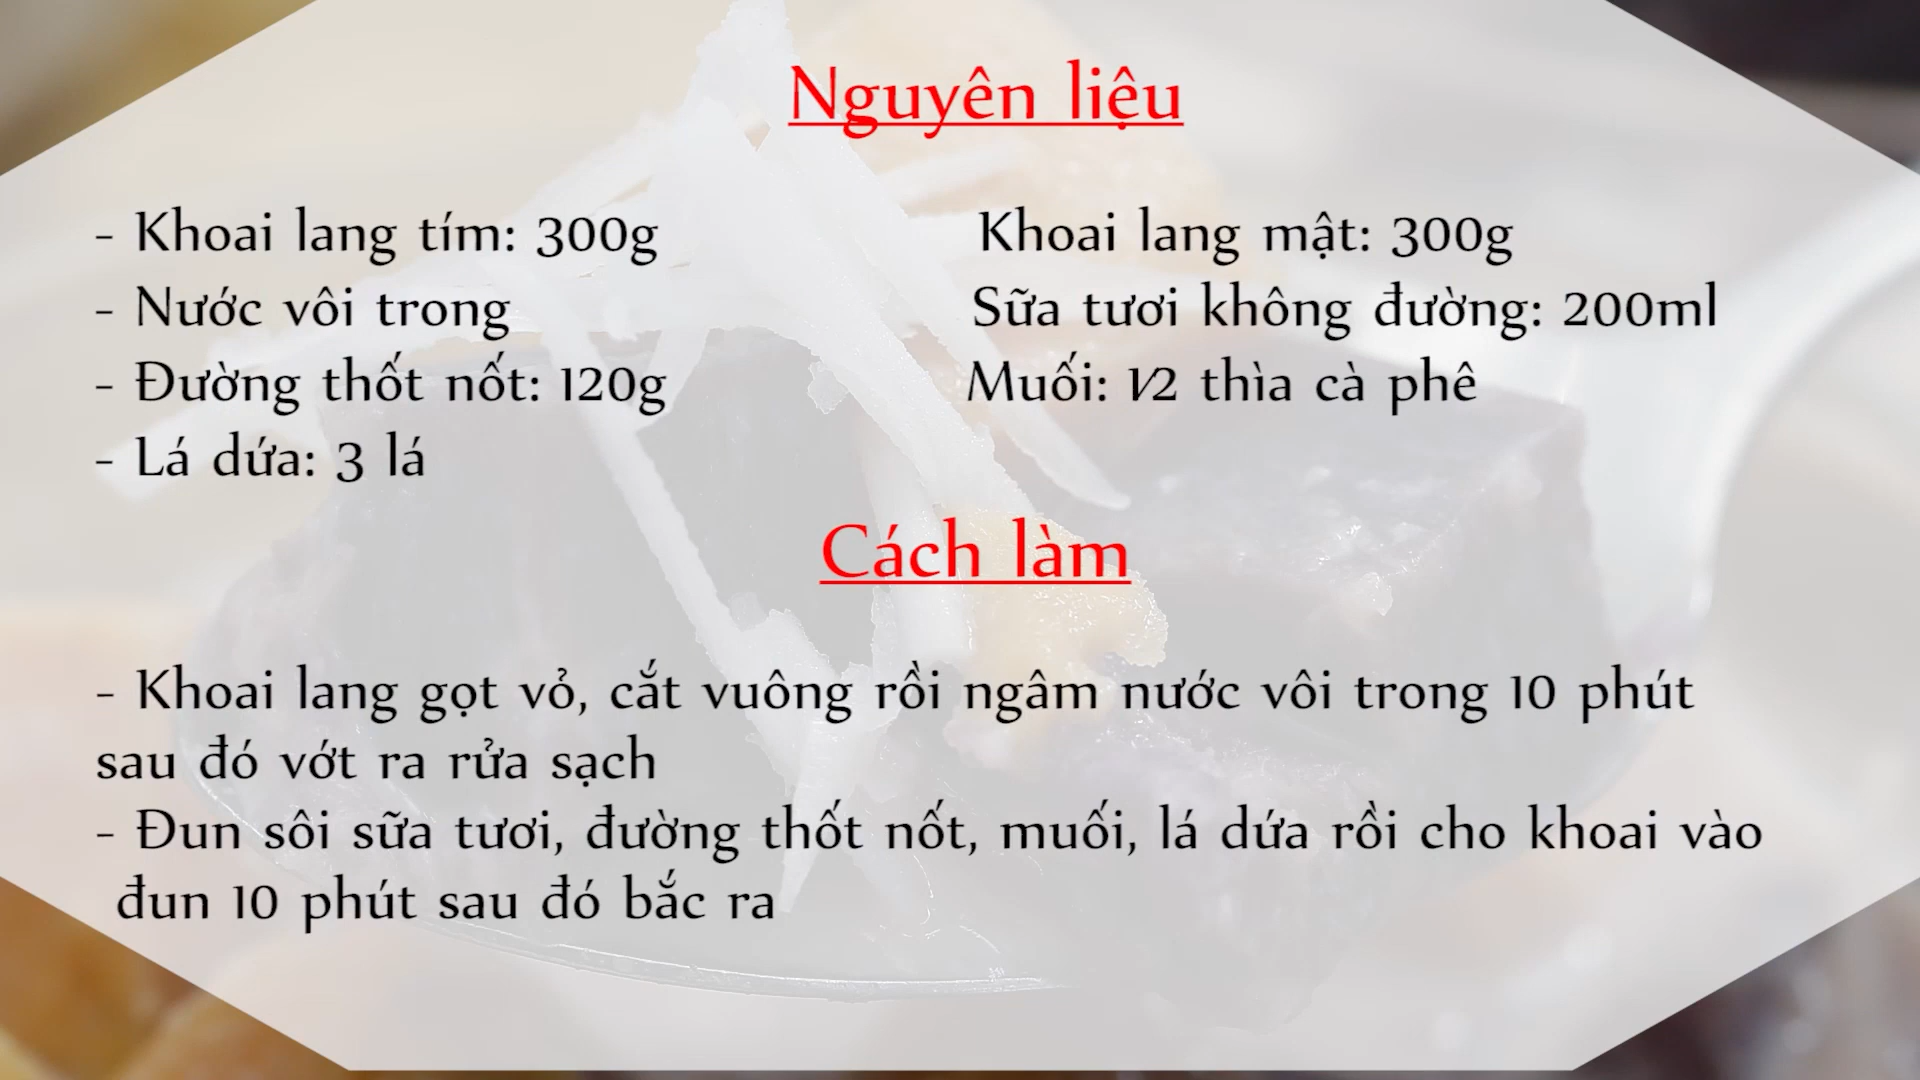 Nguyên liệu
- Khoai lang tím: 300g Khoai lang mật: 300g
- Nước vôi trong Sữa tươi không đường: 200ml
- Đường thốt nốt: 120g Muối: 1/2 thìa cà phê
- Lá dứa: 3 lá
Cách làm
- Khoai lang gọt vỏ, cắt vuông rồi ngâm nước vôi trong 10 phút
sau đó vớt ra rửa sạch
- Đun sôi sữa tươi, đường thốt nốt, muối, lá dứa rồi cho khoai vào
đun 10 phút sau đó bắc ra